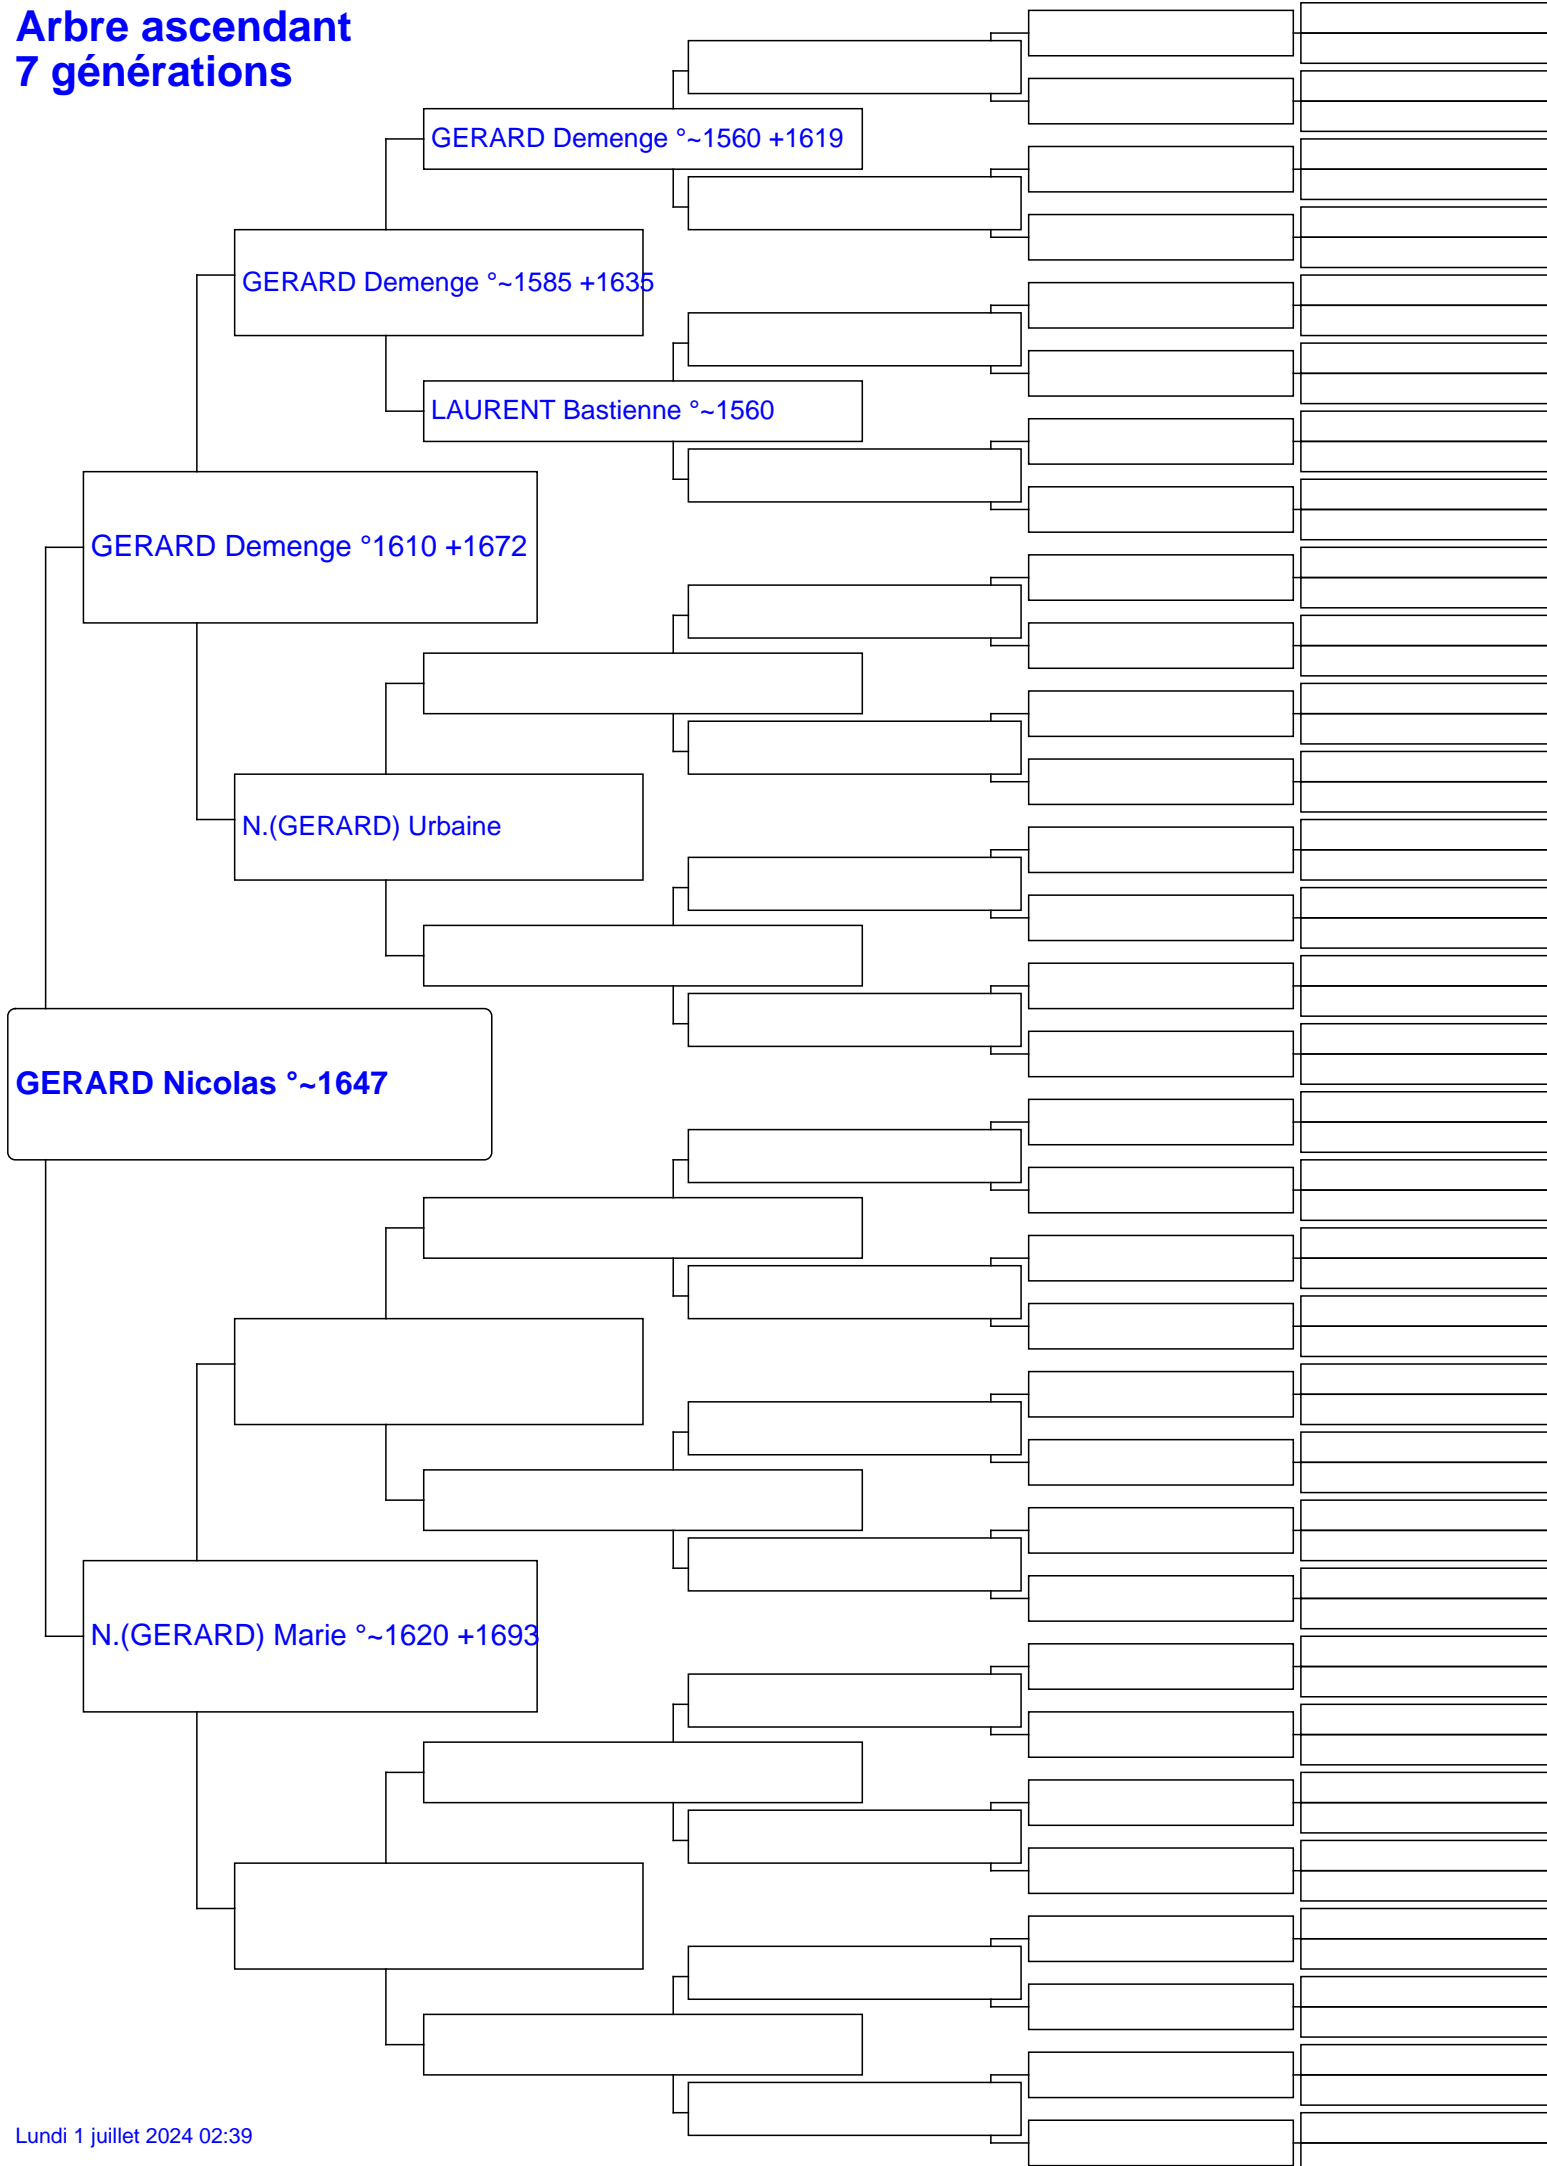 Arbre ascendant
7 générations
GERARD Demenge °~1560 +1619
GERARD Demenge °~1585 +1635
LAURENT Bastienne °~1560
GERARD Demenge °1610 +1672
N.(GERARD) Urbaine
GERARD Nicolas °~1647
N.(GERARD) Marie °~1620 +1693
Lundi 1 juillet 2024 02:39